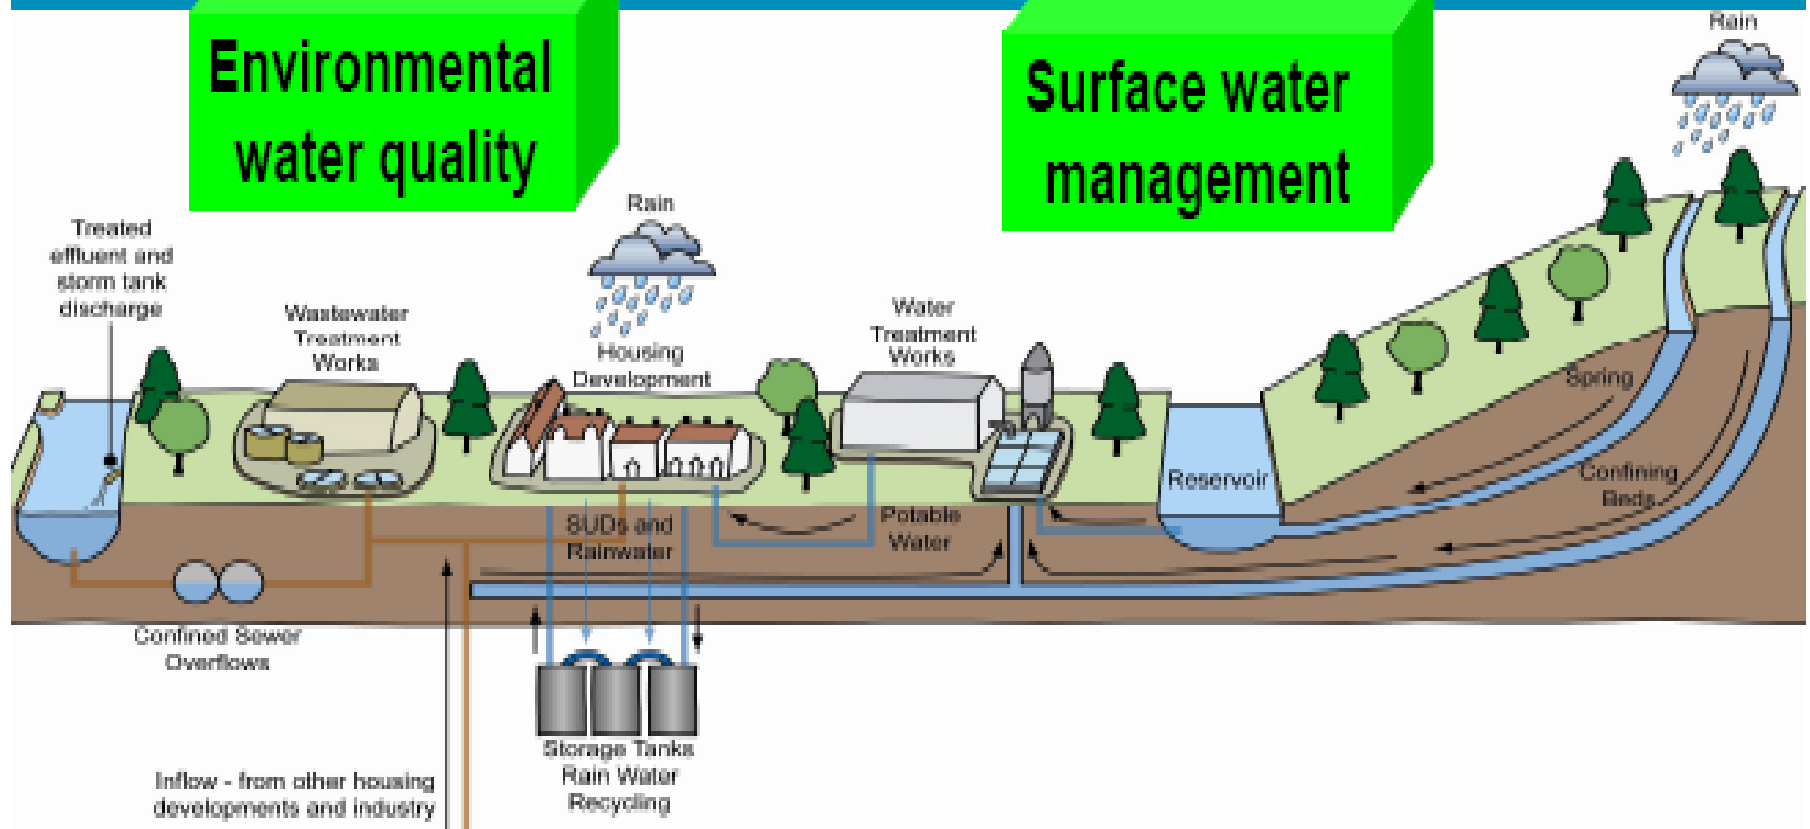 Environmental
water quality
Surface water
management
Rain
Rain
Treated
effluent and
storm tank
discharge
Wastewater
Treatment
Works
Housing
Development
Water
Treatment
Works
Spring
Confining
Beds
Reservoir
SUDs and
Rainwater
Potable
Water
Confined Sewer
Overflows
Storage Tanks
Rain Water
Recycling
Inflow - from other housing
developments and industry